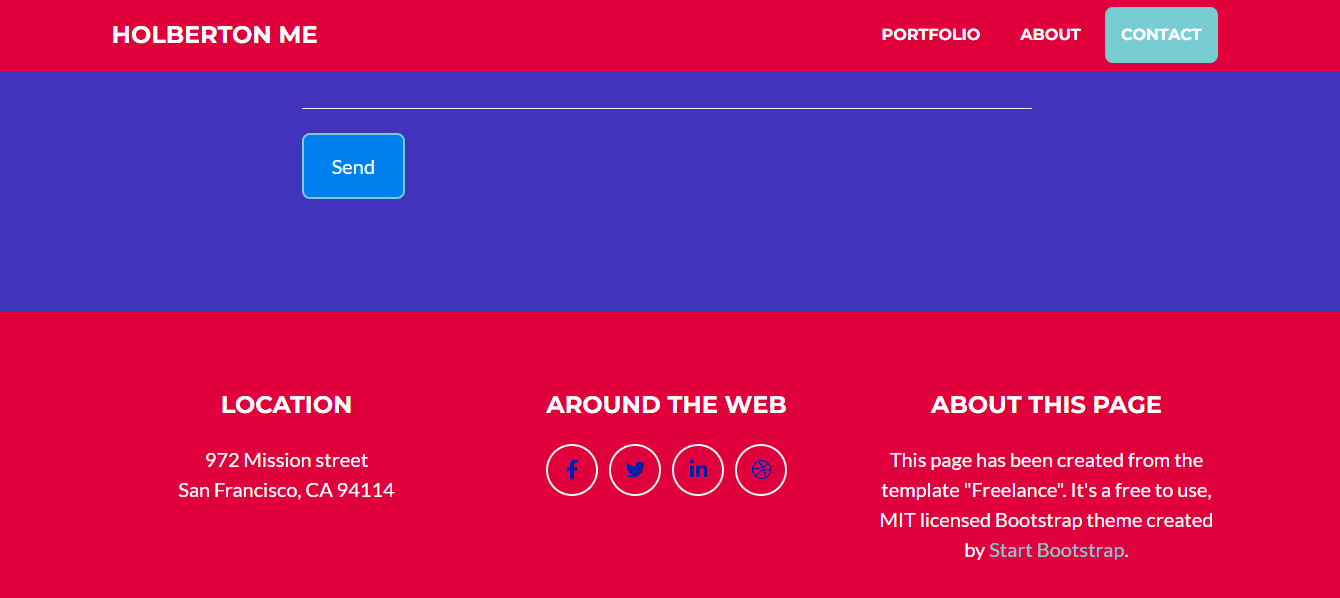 HOLBERTON ME
PORTFOLIO
ABOUT
CONTACT
Send
LOCATION
972 Mission street
San Francisco, CA 94114
AROUND THE WEB
ABOUT THIS PAGE
This page has been created from the
template "Freelance". It's a free to use,
MIT licensed Bootstrap theme created
by Start Bootstrap.